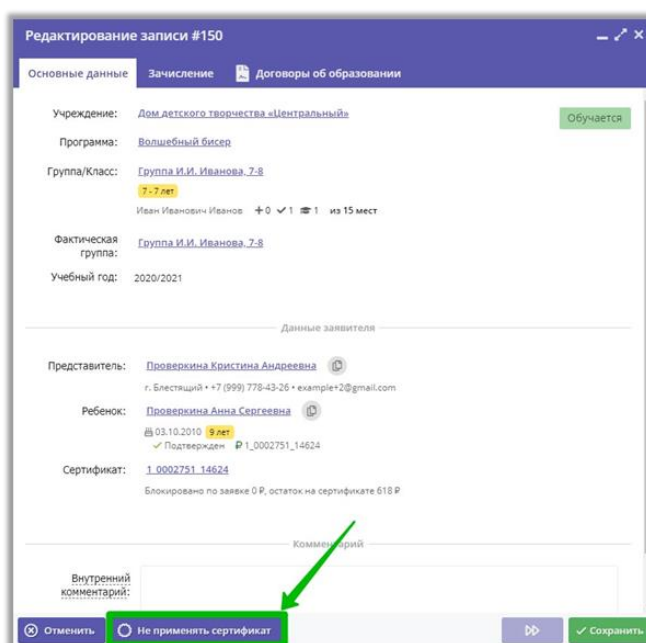 Редактирование записи #150
Основные данные Зачисление Договоры об образовании
Учреждение: Дом детского творчества «Центральный» Обучается
Программа: Волшебный бисер
Группа/Класс: Группа И.И. Иванова, 7-8
7 - 7 лет
Иван Иванович Иванов +0 ✓1 1 из 15 мест
Фактическая группа: Группа И.И. Иванова, 7-8
Учебный год: 2020/2021
Данные заявителя
Представитель: Проверкина Кристина Андреевна
г. Блестящий • +7 (999) 778-43-26 • example+2@gmail.com
Ребенок: Проверкина Анна Сергеевна
03.10.2010 9 лет
✓ Подтвержден ₽ 1_0002751_14624
Сертификат: 1_0002751_14624
Блокировано по заявке 0 ₽, остаток на сертификате 618 ₽
Комментарий
Внутренний комментарий:
Отменить Не применять сертификат ✓ Сохранить